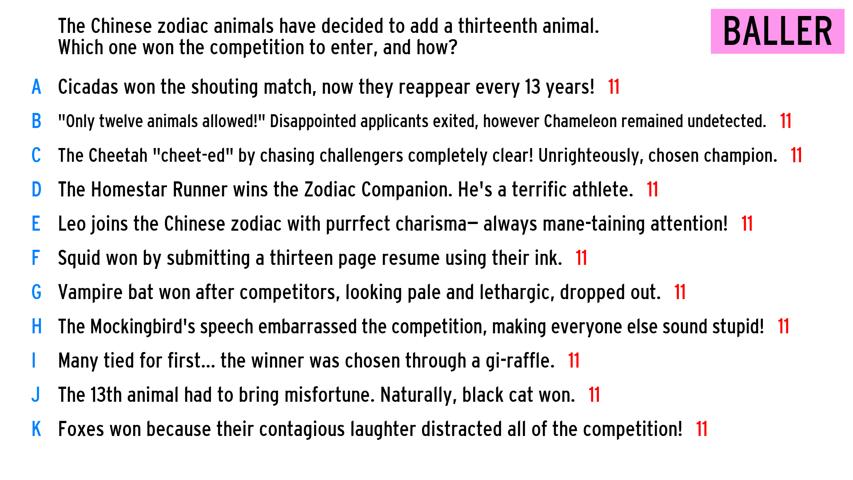 The Chinese zodiac animals have decided to add a thirteenth animal.
Which one won the competition to enter, and how?
BALLER
A Cicadas won the shouting match, now they reappear every 13 years! 11
B "Only twelve animals allowed!" Disappointed applicants exited, however Chameleon remained undetected. 11
C The Cheetah "cheet-ed" by chasing challengers completely clear! Unrighteously, chosen champion. 11
D The Homestar Runner wins the Zodiac Companion. He's a terrific athlete. 11
E Leo joins the Chinese zodiac with purrfect charisma— always mane-taining attention! 11
F Squid won by submitting a thirteen page resume using their ink. 11
G Vampire bat won after competitors, looking pale and lethargic, dropped out. 11
H The Mockingbird's speech embarrassed the competition, making everyone else sound stupid! 11
I Many tied for first... the winner was chosen through a gi-raffle. 11
J The 13th animal had to bring misfortune. Naturally, black cat won. 11
K Foxes won because their contagious laughter distracted all of the competition! 11